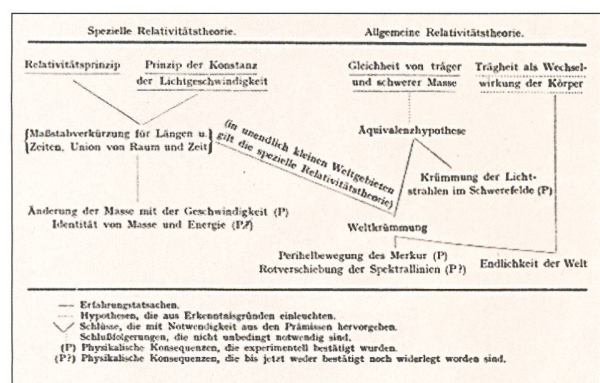 Spezielle Relativitätstheorie.
Allgemeine Relativitätstheorie.
Relativitätsprinzip
Prinzip der Konstanz
der Lichtgeschwindigkeit
Gleichheit von träger
und schwerer Masse
Trägheit als Wechsel-
wirkung der Körper
Maßstabverkürzung für Längen u.
Zeiten, Union von Raum und Zeit
(in unendlich kleinen Weltgebieten
gilt die spezielle Relativitätstheorie)
Äquivalenzhypothese
Krümmung der Licht-
strahlen im Schwerefelde (P)
Änderung der Masse mit der Geschwindigkeit (P)
Identität von Masse und Energie (P?)
Weltkrümmung
Perihelbewegung des Merkur (P)
Rotverschiebung der Spektrallinien (P?)
Endlichkeit der Welt
Erfahrungstatsachen.
Hypothesen, die aus Erkenntnisgründen einleuchten.
Schlüsse, die mit Notwendigkeit aus den Prämissen hervorgehen.
Schlußfolgerungen, die nicht unbedingt notwendig sind.
(P) Physikalische Konsequenzen, die experimentell bestätigt wurden.
(P?) Physikalische Konsequenzen, die bis jetzt weder bestätigt noch widerlegt worden sind.